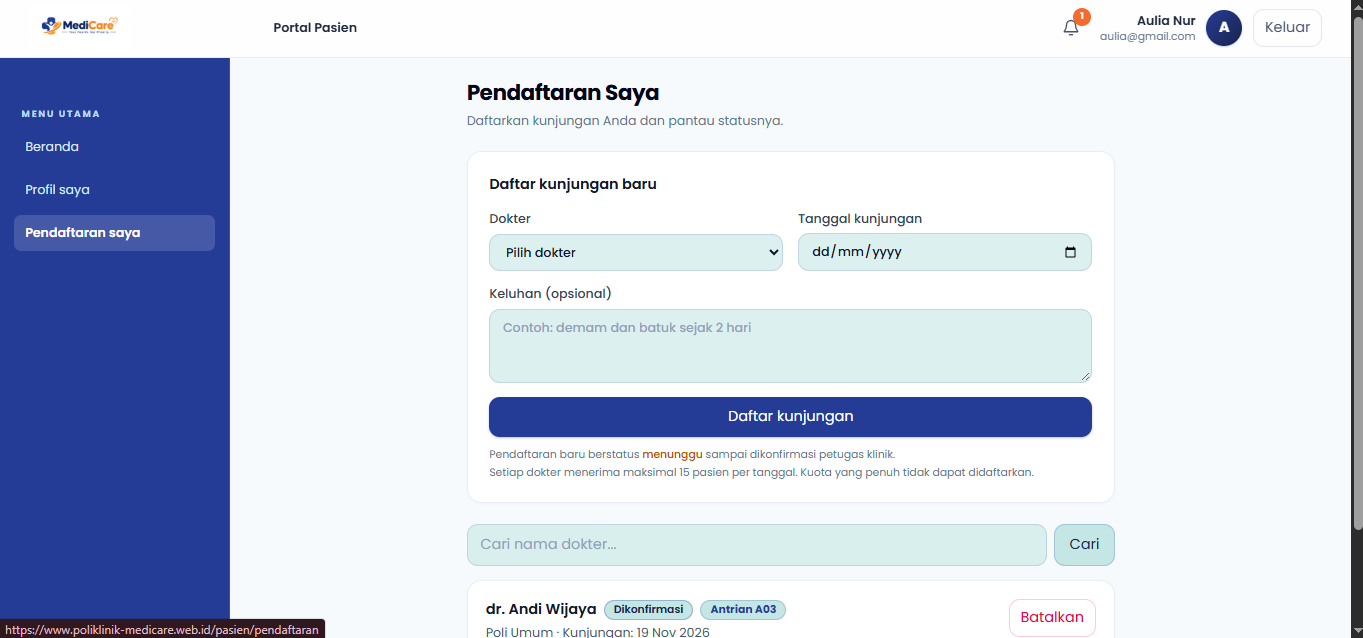 MediCare
Portal Pasien
1
Aulia Nur
aulia@gmail.com
A
Keluar
MENU UTAMA
Beranda
Profil saya
Pendaftaran saya
Pendaftaran Saya
Daftarkan kunjungan Anda dan pantau statusnya.
Daftar kunjungan baru
Dokter
Tanggal kunjungan
Pilih dokter
dd/mm/yyyy
Keluhan (opsional)
Contoh: demam dan batuk sejak 2 hari
Daftar kunjungan
Pendaftaran baru berstatus menunggu sampai dikonfirmasi petugas klinik.
Setiap dokter menerima maksimal 15 pasien per tanggal. Kuota yang penuh tidak dapat didaftarkan.
Cari nama dokter...
Cari
dr. Andi Wijaya Dikonfirmasi Antrian A03
Batalkan
Poli Umum · Kunjungan: 19 Nov 2026
https://www.poliklinik-medicare.web.id/pasien/pendaftaran